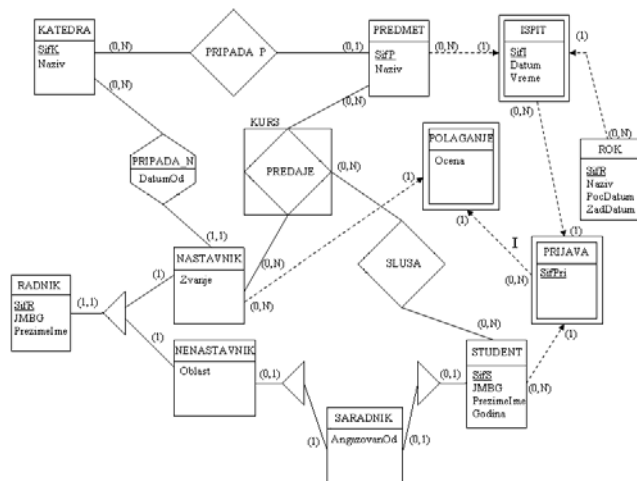 KATEDRA
SifK
Naziv
(0,N)
PRIPADA_P
(0,1)
PREDMET
SifP
Naziv
(0,N)
(1)
ISPIT
SifI
Datum
Vreme
(1)
(0,N)
(0,N)
(0,N)
(0,N)
ROK
SifR
Naziv
PocDatum
ZadDatum
KURS
PREDAJE
(0,N)
POLAGANJE
Ocena
(1)
(1)
PRIPADA_N
DatumOd
(1,1)
(0,N)
SLUSA
I
(1)
PRIJAVA
SifPri
(0,N)
(1)
NASTAVNIK
Zvanje
(1)
(0,N)
RADNIK
SifR
JMBG
PrezimeIme
(1,1)
(1)
NENASTAVNIK
Oblast
(0,1)
(0,1)
(0,N)
STUDENT
SifS
JMBG
PrezimeIme
Godina
(0,N)
SARADNIK
AngazovanOd
(1)
(0,1)